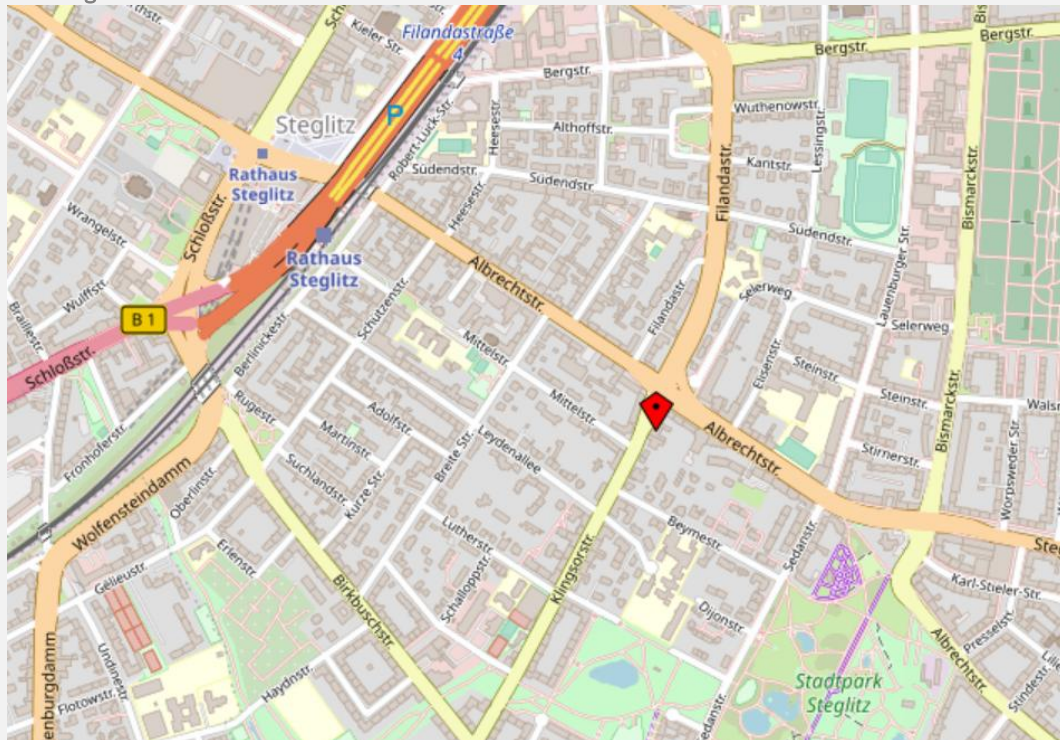 Kieler Str.
Filandastraße
4
Bergstr.
Bergstr.
P
Steglitz
Robert-Lück-Str.
Heesestr.
Althoffstr.
Wuthenowstr.
Lessingstr.
Kantstr.
Bismarckstr.
Rathaus
Steglitz
Südendstr.
Südendstr.
Filandastr.
Heesestr.
Wrangelstr.
Schloßstr.
Südendstr.
Lauenburger Str.
Rathaus
Steglitz
Albrechtstr.
Wulffstr.
Braillestr.
Schützenstr.
Filandastr.
Selerweg
Selerweg
B 1
Berlinickestr.
Mittelstr.
Schloßstr.
Elisenstr.
Steinstr.
Steinstr.
Rugestr.
Adolfstr.
Mittelstr.
Albrechtstr.
Bismarckstr.
Fronhoferstr.
Martinstr.
Breite Str.
Leydenallee
Stirnerstr.
Suchlandstr.
Kurze Str.
Oberlinstr.
Worpsweder Str.
Wolfensteindamm
Lutherstr.
Beymestr.
Sedanstr.
Erlenstr.
Gélieustr.
Schalloppstr.
Klingsorstr.
Karl-Stieler-Str.
Birkbuschstr.
Dijonstr.
Presselstr.
Albrechtstr.
Undinestr.
Haydnstr.
Stadtpark
Steglitz
Stindestr.
Flotowstr.